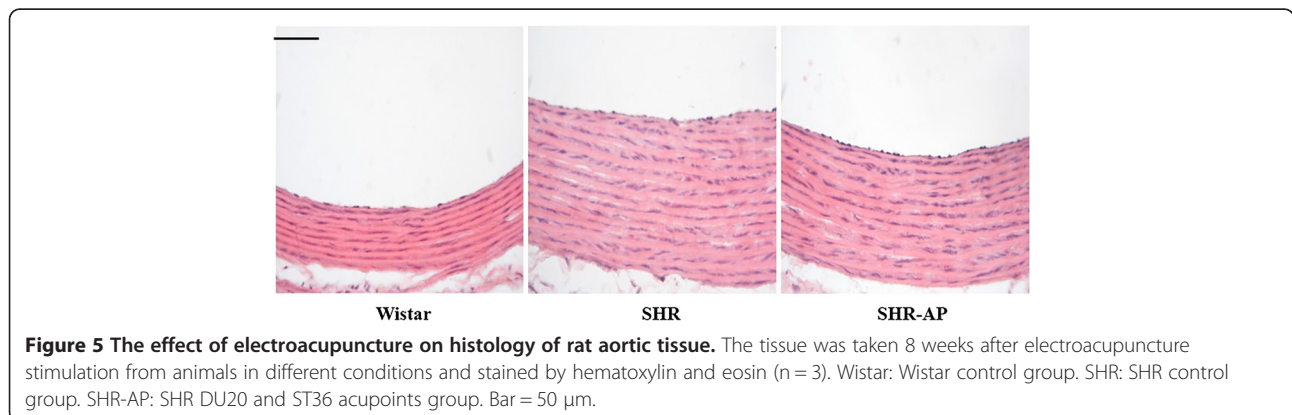 Wistar
SHR
SHR-AP
Figure 5 The effect of electroacupuncture on histology of rat aortic tissue. The tissue was taken 8 weeks after electroacupuncture
stimulation from animals in different conditions and stained by hematoxylin and eosin (n = 3). Wistar: Wistar control group. SHR: SHR control
group. SHR-AP: SHR DU20 and ST36 acupoints group. Bar = 50 μm.